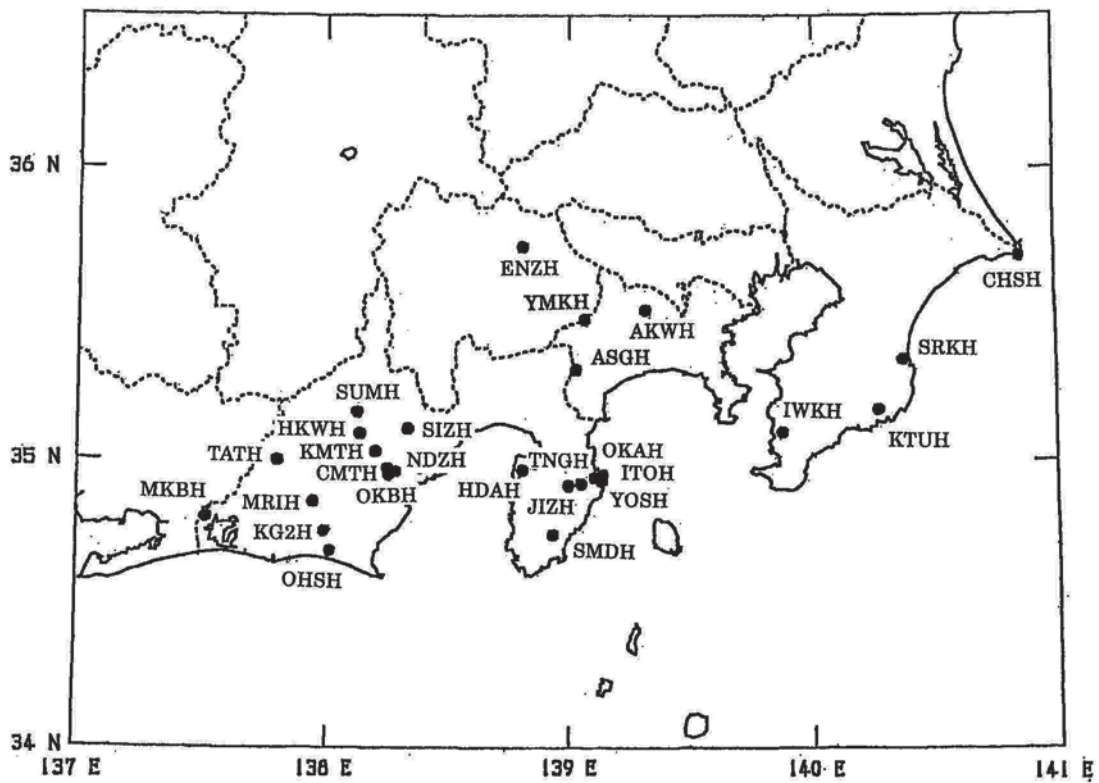 36 N
ENZH
CHSH
YMKH
AKWH
ASGH
SRKH
SUMH
IWKH
HKWH
SIZH
KTUH
35 N
TATH
KMTH
OKAH
CMTH
NDZH
TNGH
ITOH
MKBH
OKBH
HDAH
MRIH
JIZH
YOSH
KG2H
SMDH
OHSH
34 N
137 E
138 E
139 E
140 E
141 E